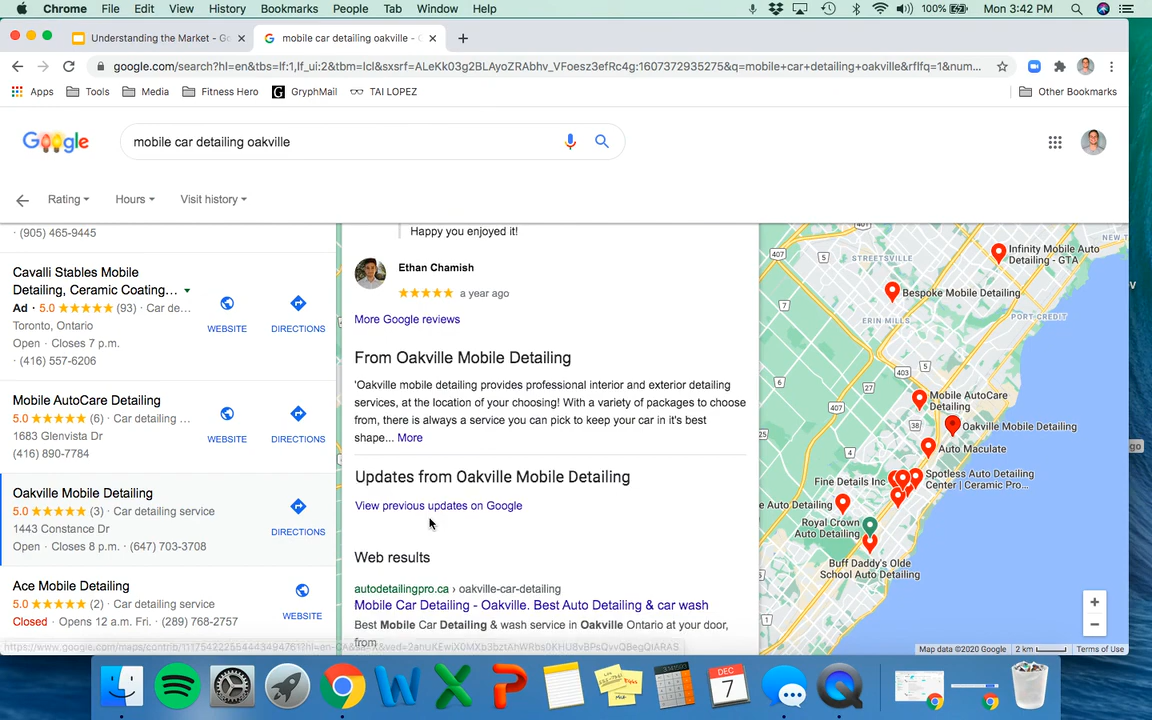 Chrome File Edit View History Bookmarks People Tab Window Help
100% Mon 3:42 PM
Understanding the Market - Go
mobile car detailing oakville -
google.com/search?hl=en&tbs=lf:1,lf_ui:2&tbm=lcl&sxsrf=ALeKk03g2BLAyoZRAbhv_VFoesz3efRc4g:1607372935275&q=mobile+car+detailing+oakville&rflfq=1&num...
Apps Tools Media Fitness Hero GryphMail TAI LOPEZ Other Bookmarks
Google
mobile car detailing oakville
Rating Hours Visit history
· (905) 465-9445
Cavalli Stables Mobile
Detailing, Ceramic Coating...
Ad · 5.0 (93) · Car de...
Toronto, Ontario
Open · Closes 7 p.m.
· (416) 557-6206
WEBSITE DIRECTIONS
Mobile AutoCare Detailing
5.0 (6) · Car detailing ...
1683 Glenvista Dr
(416) 890-7784
WEBSITE DIRECTIONS
Oakville Mobile Detailing
5.0 (3) · Car detailing service
1443 Constance Dr
Open · Closes 8 p.m. · (647) 703-3708
DIRECTIONS
Ace Mobile Detailing
5.0 (2) · Car detailing service
Closed · Opens 12 a.m. Fri. · (289) 768-2757
WEBSITE
Happy you enjoyed it!
Ethan Chamish
a year ago
More Google reviews
From Oakville Mobile Detailing
'Oakville mobile detailing provides professional interior and exterior detailing
services, at the location of your choosing! With a variety of packages to choose
from, there is always a service you can pick to keep your car in it's best
shape... More
Updates from Oakville Mobile Detailing
View previous updates on Google
Web results
autodetailingpro.ca › oakville-car-detailing
Mobile Car Detailing - Oakville. Best Auto Detailing & car wash
Best Mobile Car Detailing & wash service in Oakville Ontario at your door,
from
STREETSVILLE
Infinity Mobile Auto
Detailing - GTA
Bespoke Mobile Detailing
ERIN MILLS
PORT CREDIT
407
403
Mobile AutoCare
Detailing
Oakville Mobile Detailing
Auto Maculate
Fine Details Inc
Spotless Auto Detailing
Center | Ceramic Pro...
e Auto Detailing
Royal Crown
Auto Detailing
Buff Daddy's Olde
School Auto Detailing
+
−
Map data ©2020 Google 2 km Terms of Use
DEC
7